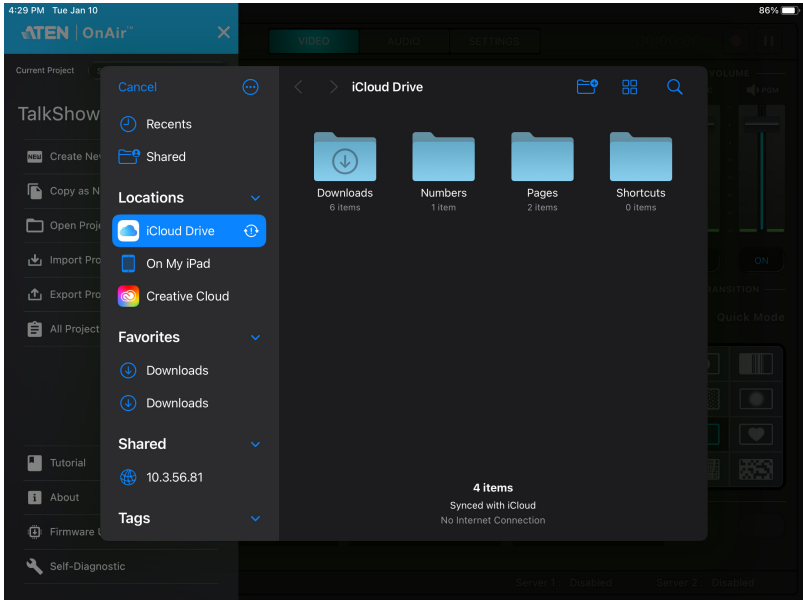 4:29 PM Tue Jan 10
86%
ATEN OnAir™
VIDEO
AUDIO
SETTINGS
Current Project
VOLUME
PGM
TalkShow
NEW Create New
Copy as N
Open Proje
Import Pro
Export Pro
All Project
Cancel
Recents
Shared
Locations
iCloud Drive
On My iPad
Creative Cloud
Favorites
Downloads
Downloads
Shared
10.3.56.81
Tags
iCloud Drive
Downloads
6 items
Numbers
1 item
Pages
2 items
Shortcuts
0 items
4 items
Synced with iCloud
No Internet Connection
ON
Quick Mode
Tutorial
About
Firmware U
Self-Diagnostic
Server 1 : Disabled
Server 2 : Disabled